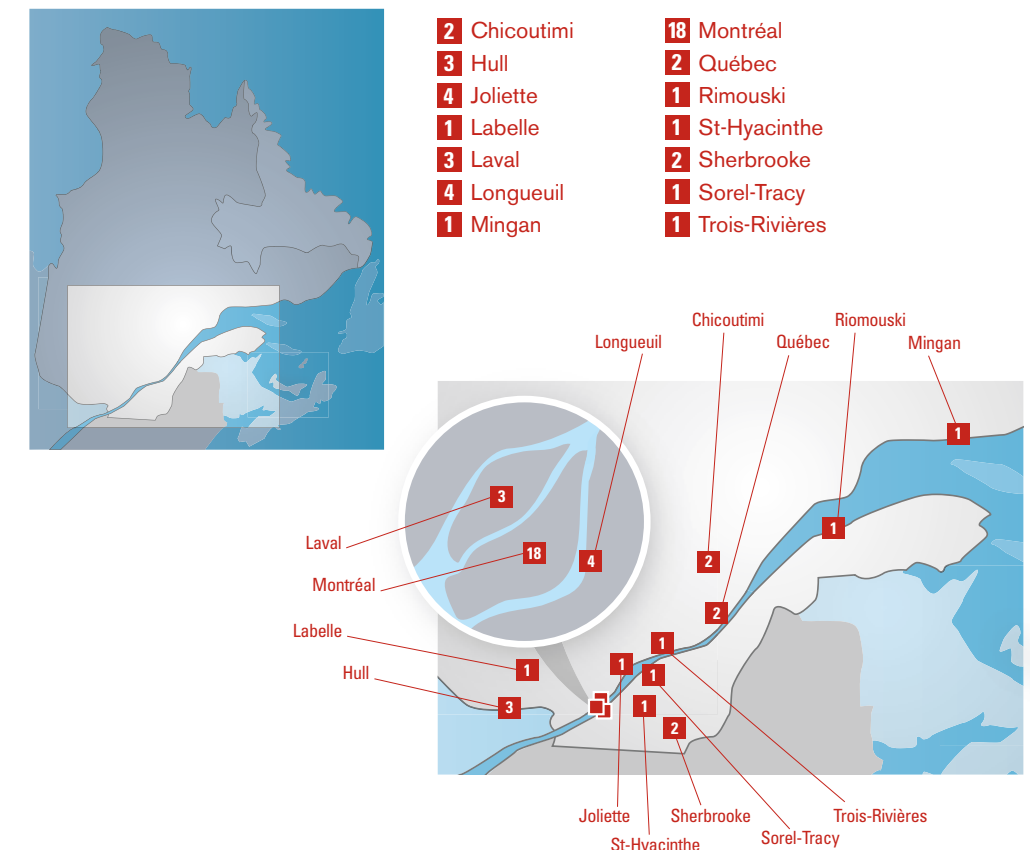 2 Chicoutimi
3 Hull
4 Joliette
1 Labelle
3 Laval
4 Longueuil
1 Mingan
18 Montréal
2 Québec
1 Rimouski
1 St-Hyacinthe
2 Sherbrooke
1 Sorel-Tracy
1 Trois-Rivières
Chicoutimi
Riomouski
Longueuil
Québec
Mingan
1
3
1
Laval
18
4
2
Montréal
2
Labelle
1
1
1
1
Hull
3
1
2
Joliette
Sherbrooke
Trois-Rivières
St-Hyacinthe
Sorel-Tracy